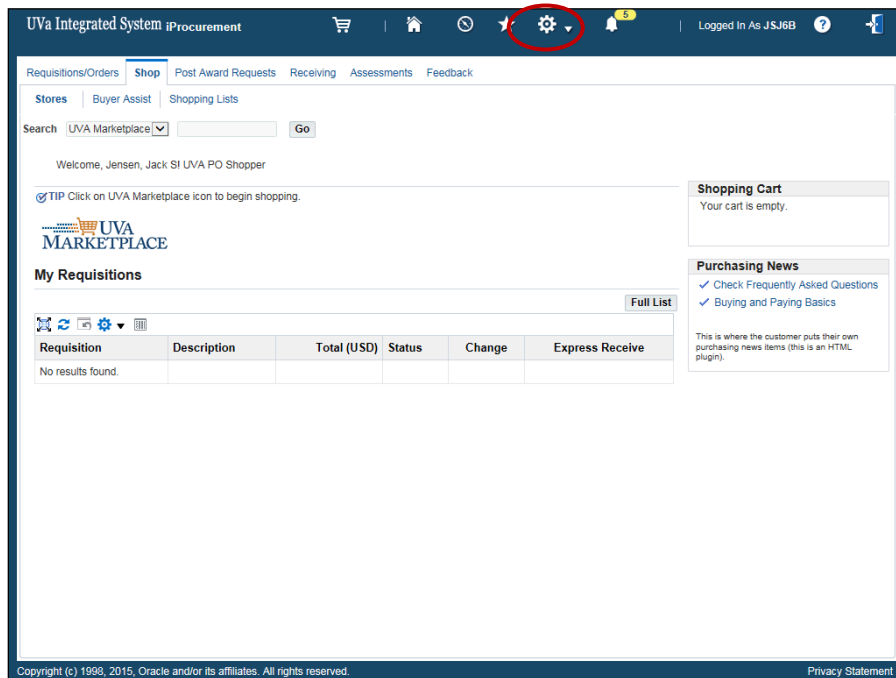 UVa Integrated System iProcurement 5 Logged In As JSJ6B ?
Requisitions/Orders Shop Post Award Requests Receiving Assessments Feedback
Stores Buyer Assist Shopping Lists
Search UVA Marketplace Go
Welcome, Jensen, Jack S! UVA PO Shopper
TIP Click on UVA Marketplace icon to begin shopping.
UVA
MARKETPLACE
My Requisitions
Full List
Requisition Description Total (USD) Status Change Express Receive
No results found.
Shopping Cart
Your cart is empty.
Purchasing News
Check Frequently Asked Questions
Buying and Paying Basics
This is where the customer puts their own
purchasing news items (this is an HTML
plugin).
Copyright (c) 1998, 2015, Oracle and/or its affiliates. All rights reserved. Privacy Statement